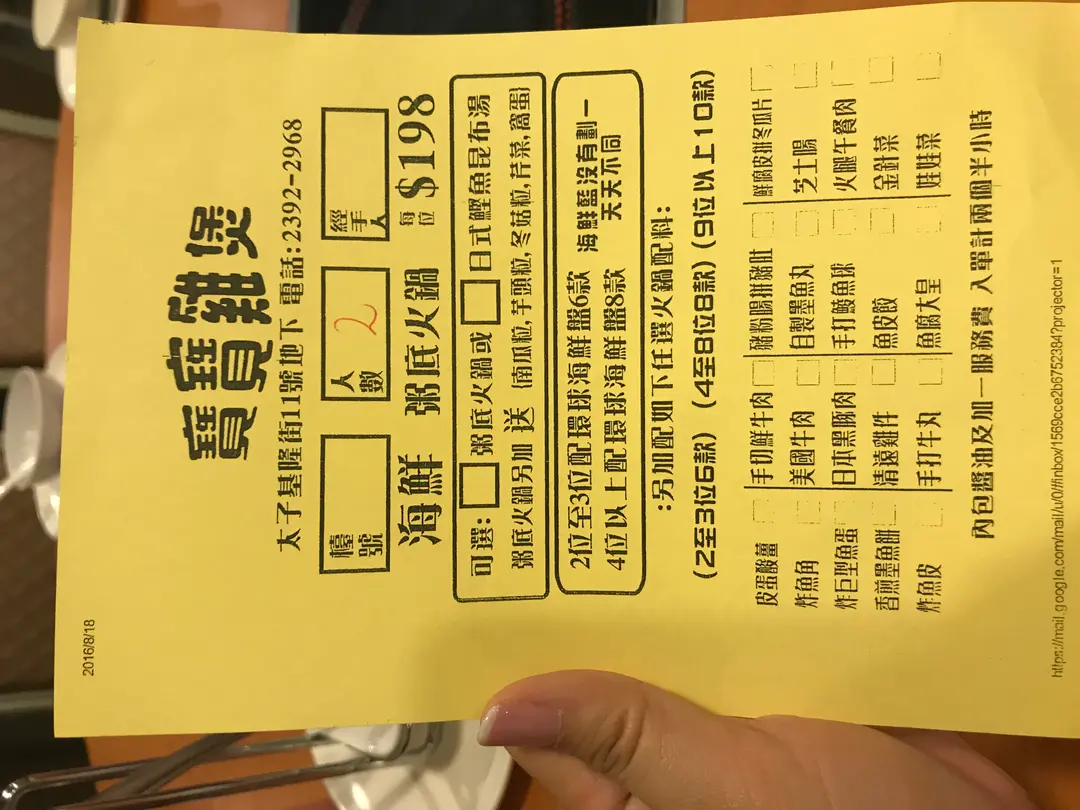 2016/8/18
寶寶雞煲
太子基隆街11號地下 電話:2392-2968
檯號 人數 2 經手人
海鮮 粥底火鍋 每位 $198
可選:□粥底火鍋或□日式鰹魚昆布湯
粥底火鍋另加送(南瓜粒,芋頭粒,冬菇粒,芹菜,窩蛋)
2位至3位配環球海鮮盤6款
4位以上配環球海鮮盤8款
海鮮籃沒有劃一
天天不同
:另加配如下任選火鍋配料:
(2至3位6款) (4至8位8款) (9位以上10款)
皮蛋酸薑 □ 手切鮮牛肉 □ 豬粉腸拼豬肚 □ 鮮腐皮拼冬瓜片 □
炸魚角 □ 美國牛肉 □ 自製墨魚丸 □ 芝士腸 □
炸巨型魚蛋 □ 日本黑豚肉 □ 手打鯪魚球 □ 火腿午餐肉 □
香煎墨魚餅 □ 清遠雞件 □ 魚皮餃 □ 金針菜 □
炸魚皮 □ 手打牛丸 □ 魚腐大皇 □ 娃娃菜 □
內包醬油及加一服務費 入單計兩個半小時
https://mail.google.com/mail/u/0/#inbox/1569cce2b6752384?projector=1